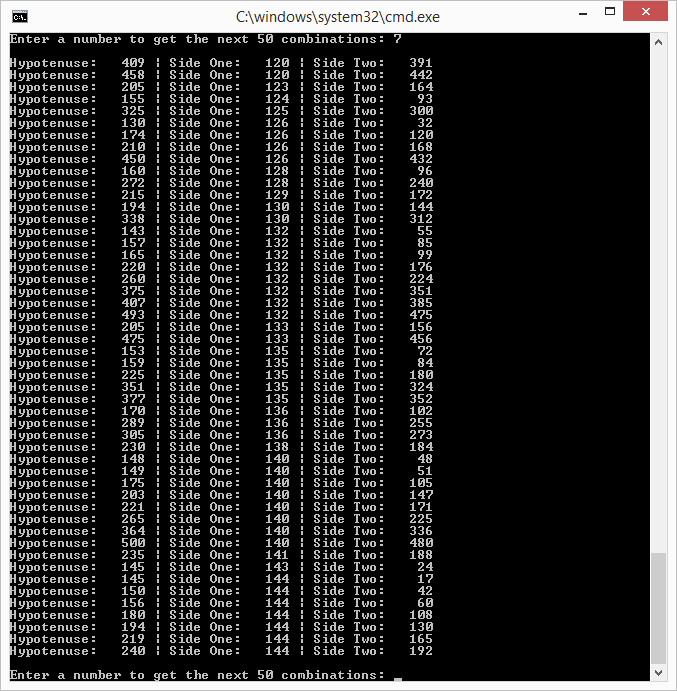 C:\windows\system32\cmd.exe
Enter a number to get the next 50 combinations: 7
Hypotenuse:   409 ¦ Side One:   120 ¦ Side Two:   391
Hypotenuse:   458 ¦ Side One:   120 ¦ Side Two:   442
Hypotenuse:   205 ¦ Side One:   123 ¦ Side Two:   164
Hypotenuse:   155 ¦ Side One:   124 ¦ Side Two:    93
Hypotenuse:   325 ¦ Side One:   125 ¦ Side Two:   300
Hypotenuse:   130 ¦ Side One:   126 ¦ Side Two:    32
Hypotenuse:   174 ¦ Side One:   126 ¦ Side Two:   120
Hypotenuse:   210 ¦ Side One:   126 ¦ Side Two:   168
Hypotenuse:   450 ¦ Side One:   126 ¦ Side Two:   432
Hypotenuse:   160 ¦ Side One:   128 ¦ Side Two:    96
Hypotenuse:   272 ¦ Side One:   128 ¦ Side Two:   240
Hypotenuse:   215 ¦ Side One:   129 ¦ Side Two:   172
Hypotenuse:   194 ¦ Side One:   130 ¦ Side Two:   144
Hypotenuse:   338 ¦ Side One:   130 ¦ Side Two:   312
Hypotenuse:   143 ¦ Side One:   132 ¦ Side Two:    55
Hypotenuse:   157 ¦ Side One:   132 ¦ Side Two:    85
Hypotenuse:   165 ¦ Side One:   132 ¦ Side Two:    99
Hypotenuse:   220 ¦ Side One:   132 ¦ Side Two:   176
Hypotenuse:   260 ¦ Side One:   132 ¦ Side Two:   224
Hypotenuse:   375 ¦ Side One:   132 ¦ Side Two:   351
Hypotenuse:   407 ¦ Side One:   132 ¦ Side Two:   385
Hypotenuse:   493 ¦ Side One:   132 ¦ Side Two:   475
Hypotenuse:   205 ¦ Side One:   133 ¦ Side Two:   156
Hypotenuse:   475 ¦ Side One:   133 ¦ Side Two:   456
Hypotenuse:   153 ¦ Side One:   135 ¦ Side Two:    72
Hypotenuse:   159 ¦ Side One:   135 ¦ Side Two:    84
Hypotenuse:   225 ¦ Side One:   135 ¦ Side Two:   180
Hypotenuse:   351 ¦ Side One:   135 ¦ Side Two:   324
Hypotenuse:   377 ¦ Side One:   135 ¦ Side Two:   352
Hypotenuse:   170 ¦ Side One:   136 ¦ Side Two:   102
Hypotenuse:   289 ¦ Side One:   136 ¦ Side Two:   255
Hypotenuse:   305 ¦ Side One:   136 ¦ Side Two:   273
Hypotenuse:   230 ¦ Side One:   138 ¦ Side Two:   184
Hypotenuse:   148 ¦ Side One:   140 ¦ Side Two:    48
Hypotenuse:   149 ¦ Side One:   140 ¦ Side Two:    51
Hypotenuse:   175 ¦ Side One:   140 ¦ Side Two:   105
Hypotenuse:   203 ¦ Side One:   140 ¦ Side Two:   147
Hypotenuse:   221 ¦ Side One:   140 ¦ Side Two:   171
Hypotenuse:   265 ¦ Side One:   140 ¦ Side Two:   225
Hypotenuse:   364 ¦ Side One:   140 ¦ Side Two:   336
Hypotenuse:   500 ¦ Side One:   140 ¦ Side Two:   480
Hypotenuse:   235 ¦ Side One:   141 ¦ Side Two:   188
Hypotenuse:   145 ¦ Side One:   143 ¦ Side Two:    24
Hypotenuse:   145 ¦ Side One:   144 ¦ Side Two:    17
Hypotenuse:   150 ¦ Side One:   144 ¦ Side Two:    42
Hypotenuse:   156 ¦ Side One:   144 ¦ Side Two:    60
Hypotenuse:   180 ¦ Side One:   144 ¦ Side Two:   108
Hypotenuse:   194 ¦ Side One:   144 ¦ Side Two:   130
Hypotenuse:   219 ¦ Side One:   144 ¦ Side Two:   165
Hypotenuse:   240 ¦ Side One:   144 ¦ Side Two:   192
Enter a number to get the next 50 combinations: _